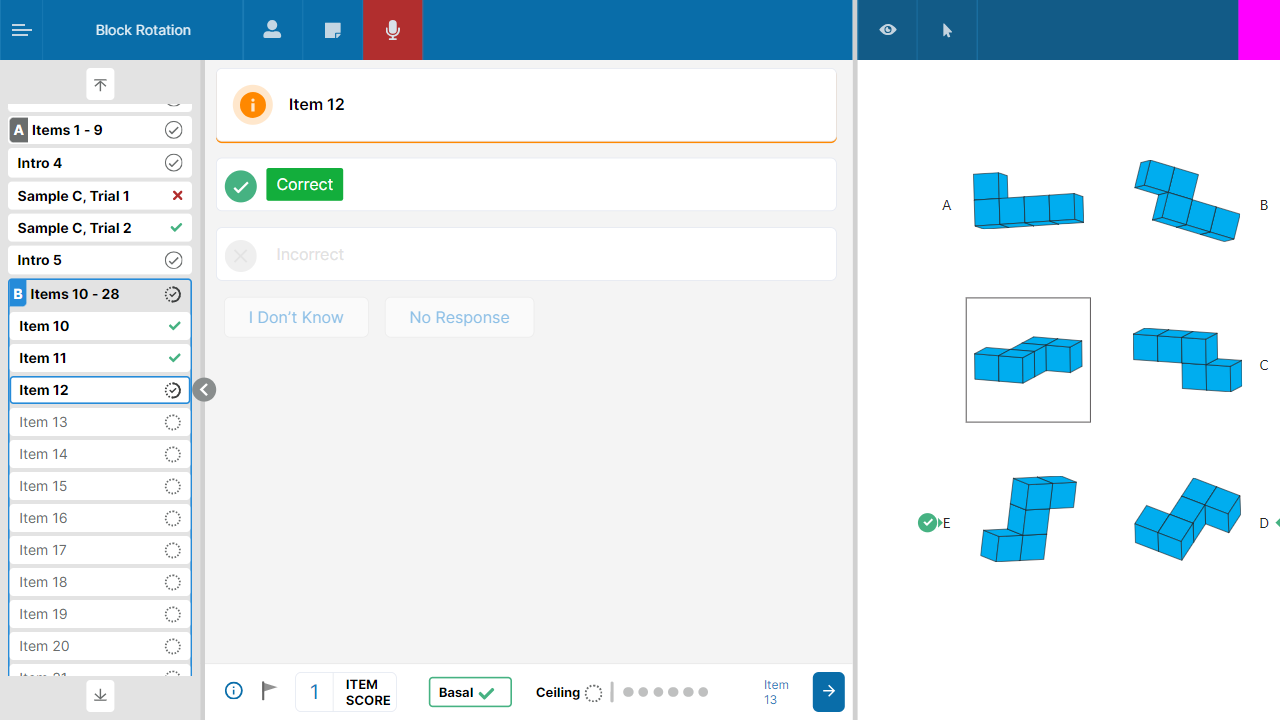 Block Rotation
A Items 1 - 9
Intro 4
Sample C, Trial 1
Sample C, Trial 2
Intro 5
B Items 10 - 28
Item 10
Item 11
Item 12
Item 13
Item 14
Item 15
Item 16
Item 17
Item 18
Item 19
Item 20
Item 12
Correct
Incorrect
I Don't Know
No Response
1
ITEM
SCORE
Basal
Ceiling
Item
13
A
B
C
E
D